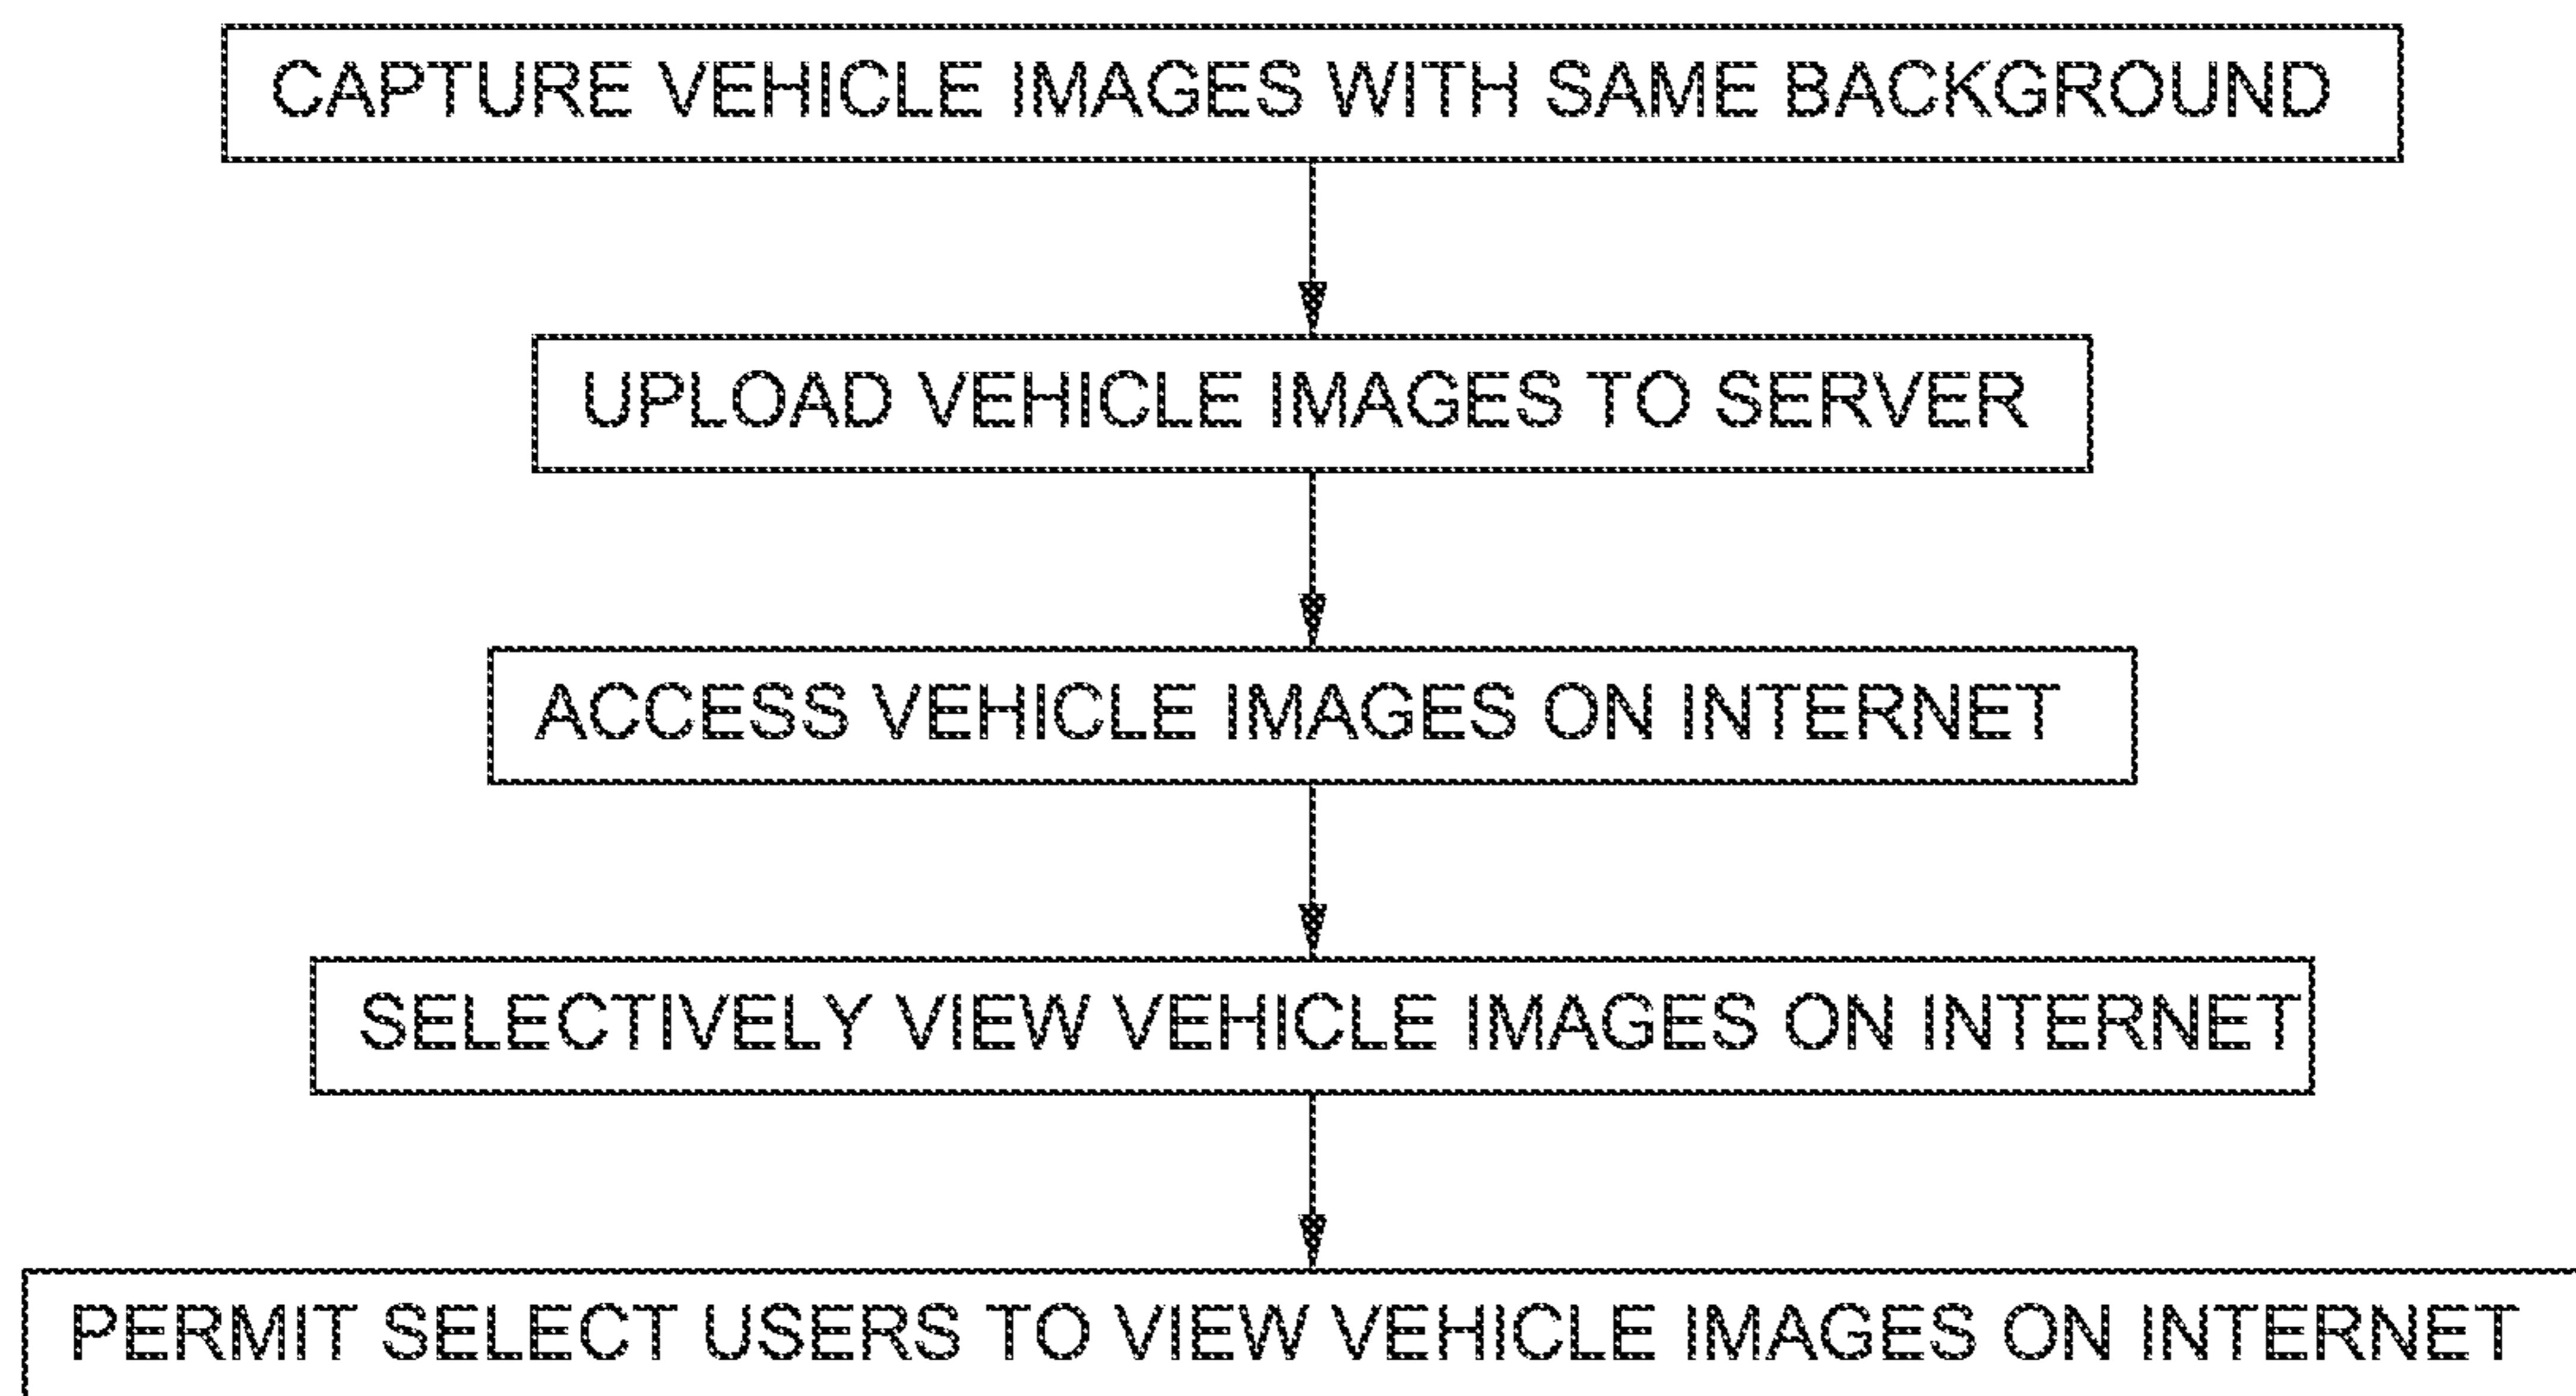 CAPTURE VEHICLE IMAGES WITH SAME BACKGROUND
UPLOAD VEHICLE IMAGES TO SERVER
ACCESS VEHICLE IMAGES ON INTERNET
SELECTIVELY VIEW VEHICLE IMAGES ON INTERNET
PERMIT SELECT USERS TO VIEW VEHICLE IMAGES ON INTERNET